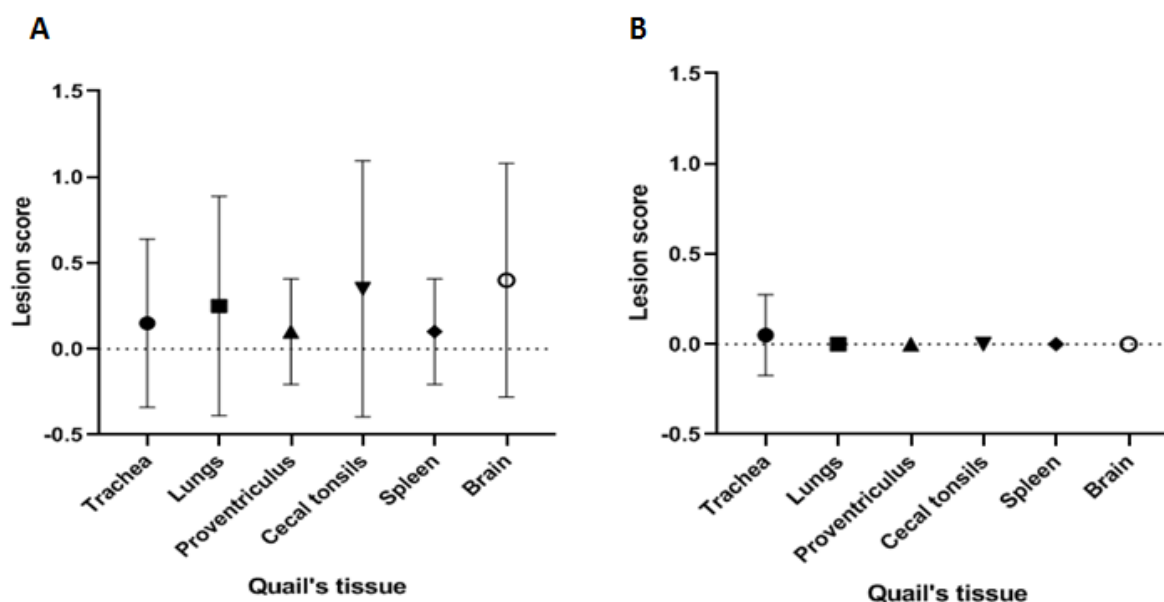 A
Lesion score
1.5
1.0
0.5
0.0
-0.5
Trachea
Lungs
Proventriculus
Cecal tonsils
Spleen
Brain
Quail's tissue
B
Lesion score
1.5
1.0
0.5
0.0
-0.5
Trachea
Lungs
Proventriculus
Cecal tonsils
Spleen
Brain
Quail's tissue